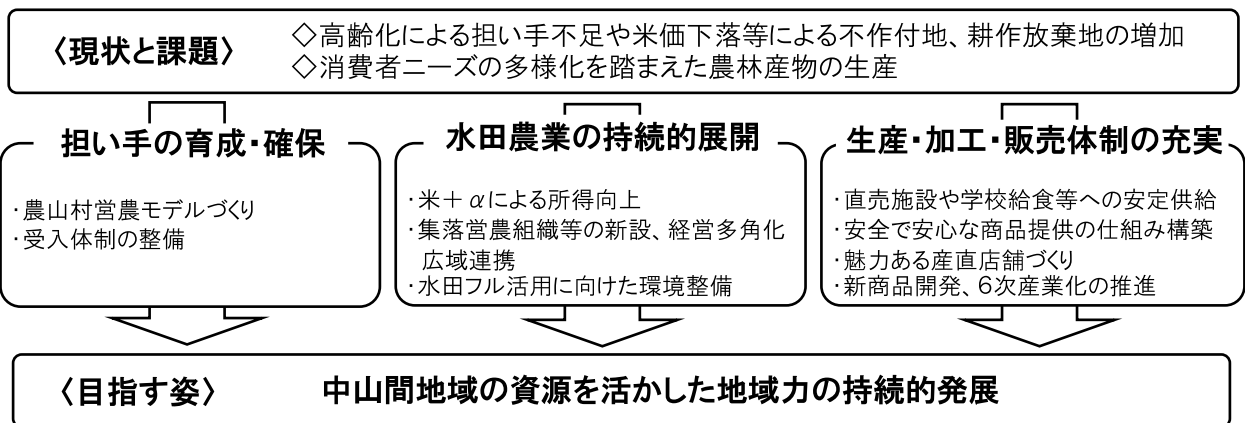 〈現状と課題〉
◇高齢化による担い手不足や米価下落等による不作付地、耕作放棄地の増加
◇消費者ニーズの多様化を踏まえた農林産物の生産
担い手の育成・確保
・農山村営農モデルづくり
・受入体制の整備
水田農業の持続的展開
・米＋αによる所得向上
・集落営農組織等の新設、経営多角化
広域連携
・水田フル活用に向けた環境整備
生産・加工・販売体制の充実
・直売施設や学校給食等への安定供給
・安全で安心な商品提供の仕組み構築
・魅力ある産直店舗づくり
・新商品開発、６次産業化の推進
〈目指す姿〉
中山間地域の資源を活かした地域力の持続的発展